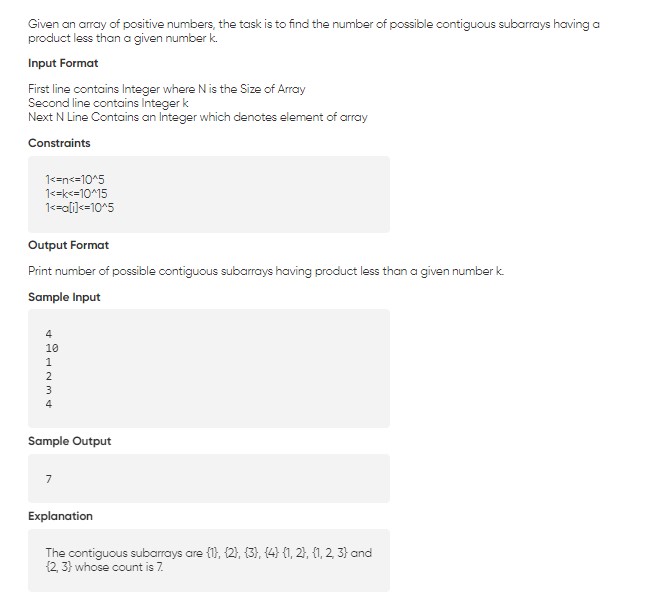 Given an array of positive numbers, the task is to find the number of possible contiguous subarrays having a
product less than a given number k.
Input Format
First line contains Integer where N is the Size of Array
Second line contains Integer k
Next N Line Contains an Integer which denotes element of array
Constraints
1<=n<=10^5
1<=k<=10^15
1<=a[i]<=10^5
Output Format
Print number of possible contiguous subarrays having product less than a given number k.
Sample Input
4
10
1
2
3
4
Sample Output
7
Explanation
The contiguous subarrays are {1}, {2}, {3}, {4} {1, 2}, {1, 2, 3} and
{2, 3} whose count is 7.